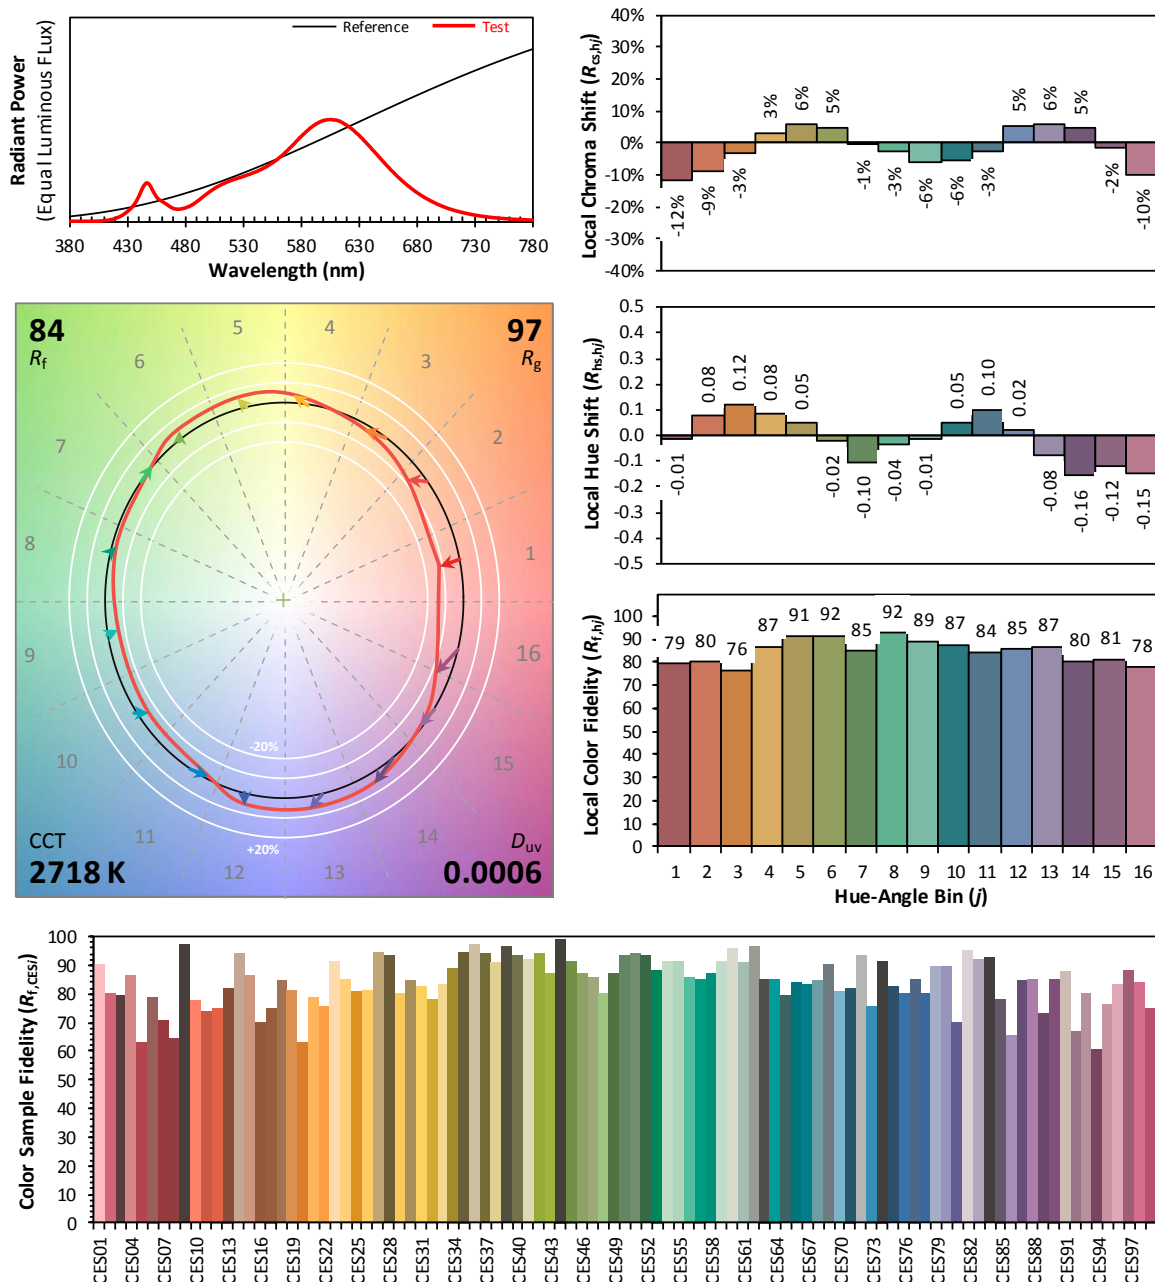 Radiant Power
(Equal Luminous FLux
Reference
Test
380 430 480 530 580 630 680 730 780
Wavelength (nm)
Local Chroma Shift (Rcs,hj)
40%
30%
20%
10%
0%
-10%
-20%
-30%
-40%
-12% -9% -3% 3% 6% 5% -1% -3% -6% -6% -3% 5% 6% 5% -2% -10%
84
Rf
97
Rg
1 2 3 4 5 6 7 8 9 10 11 12 13 14 15 16
-20%
+20%
CCT
2718 K
Duv
0.0006
Local Hue Shift (Rhs,hj)
0.5
0.4
0.3
0.2
0.1
0.0
-0.1
-0.2
-0.3
-0.4
-0.5
-0.01 0.08 0.12 0.08 0.05 -0.02 -0.10 -0.04 -0.01 0.05 0.10 0.02 -0.08 -0.16 -0.12 -0.15
Local Color Fidelity (Rf,hj)
100
90
80
70
60
50
40
30
20
10
0
79 80 76 87 91 92 85 92 89 87 84 85 87 80 81 78
1 2 3 4 5 6 7 8 9 10 11 12 13 14 15 16
Hue-Angle Bin (j)
Color Sample Fidelity (Rf,CESi)
100
90
80
70
60
50
40
30
20
10
0
CES01 CES04 CES07 CES10 CES13 CES16 CES19 CES22 CES25 CES28 CES31 CES34 CES37 CES40 CES43 CES46 CES49 CES52 CES55 CES58 CES61 CES64 CES67 CES70 CES73 CES76 CES79 CES82 CES85 CES88 CES91 CES94 CES97